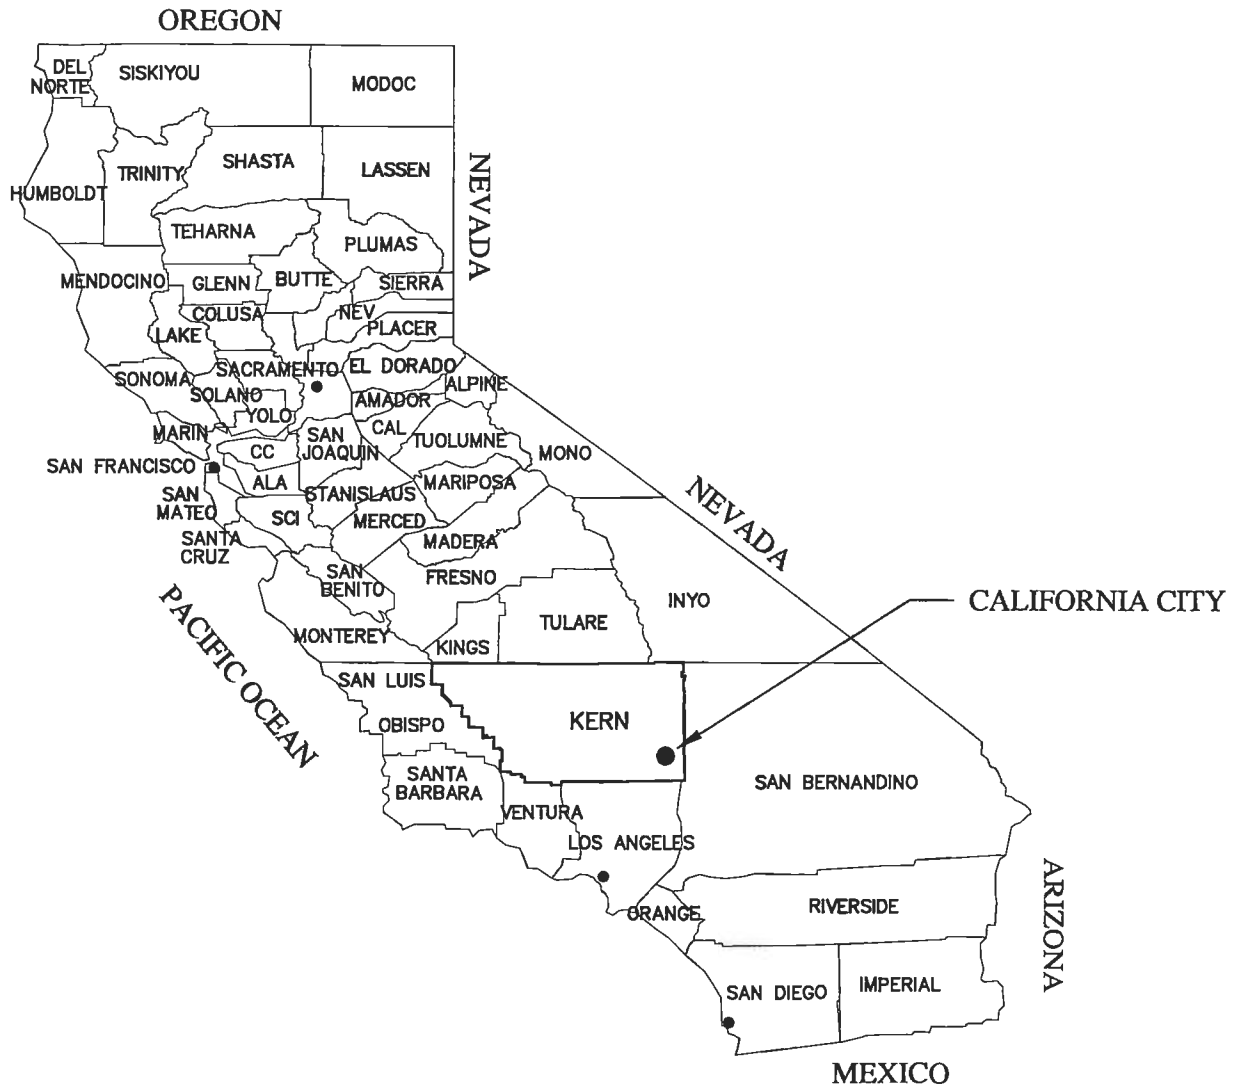 OREGON
DEL
NORTE
SISKIYOU
MODOC
HUMBOLDT
TRINITY
SHASTA
LASSEN
NEVADA
TEHARNA
PLUMAS
MENDOCINO
GLENN
BUTTE
SIERRA
COLUSA
NEV
LAKE
PLACER
SONOMA
SACRAMENTO
EL DORADO
SOLANO
ALPINE
YOLO
AMADOR
MARIN
CC
SAN
JOAQUIN
CAL
TUOLUMNE
MONO
SAN FRANCISCO
ALA
STANISLAUS
MARIPOSA
SAN
MATEO
SCI
MERCED
NEVADA
SANTA
CRUZ
MADERA
SAN
BENITO
FRESNO
INYO
CALIFORNIA CITY
PACIFIC OCEAN
MONTEREY
KINGS
TULARE
SAN LUIS
OBISPO
KERN
SANTA
BARBARA
VENTURA
SAN BERNANDINO
LOS ANGELES
ORANGE
RIVERSIDE
ARIZONA
SAN DIEGO
IMPERIAL
MEXICO